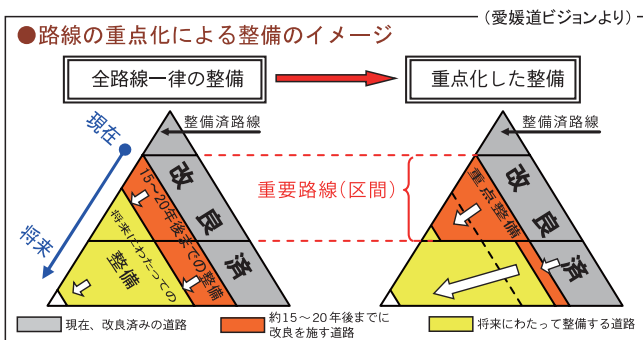 (愛媛道ビジョンより)
●路線の重点化による整備のイメージ
全路線一律の整備
重点化した整備
現在
整備済路線
整備済路線
改良済
15～20年後までの整備
将来にわたっての
整備
将来
重要路線(区間)
改良済
重点整備
現在、改良済みの道路
約15～20年後までに
改良を施す道路
将来にわたって整備する道路